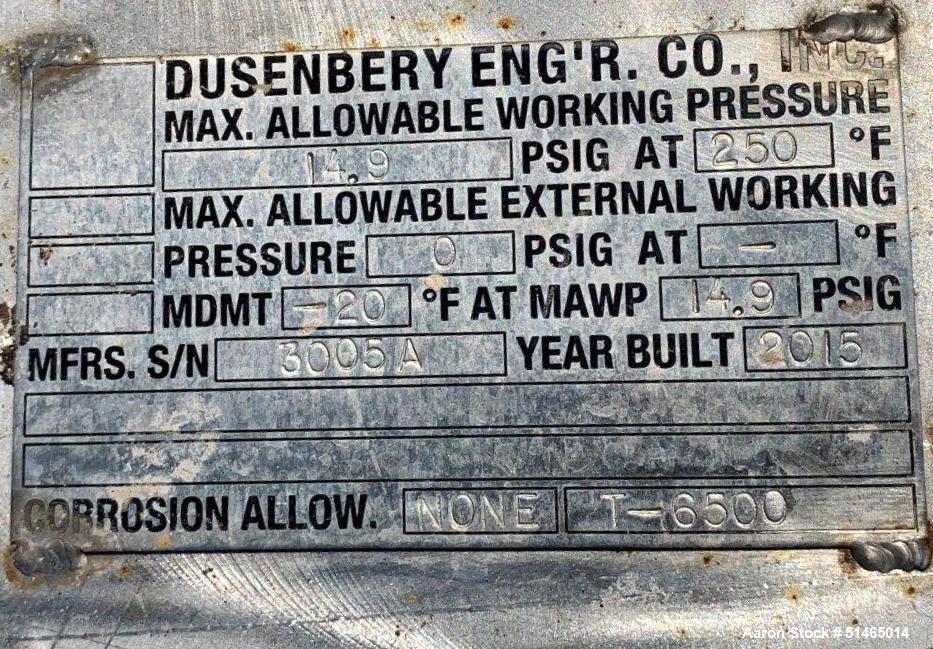 DUSENBERY ENG'R. CO., INC.
MAX. ALLOWABLE WORKING PRESSURE
14.9 PSIG AT 250 °F
MAX. ALLOWABLE EXTERNAL WORKING
PRESSURE 0 PSIG AT — °F
MDMT -20 °F AT MAWP 14.9 PSIG
MFRS. S/N 3005A YEAR BUILT 2015
CORROSION ALLOW. NONE T-6500
Aaron Stock # 51465014